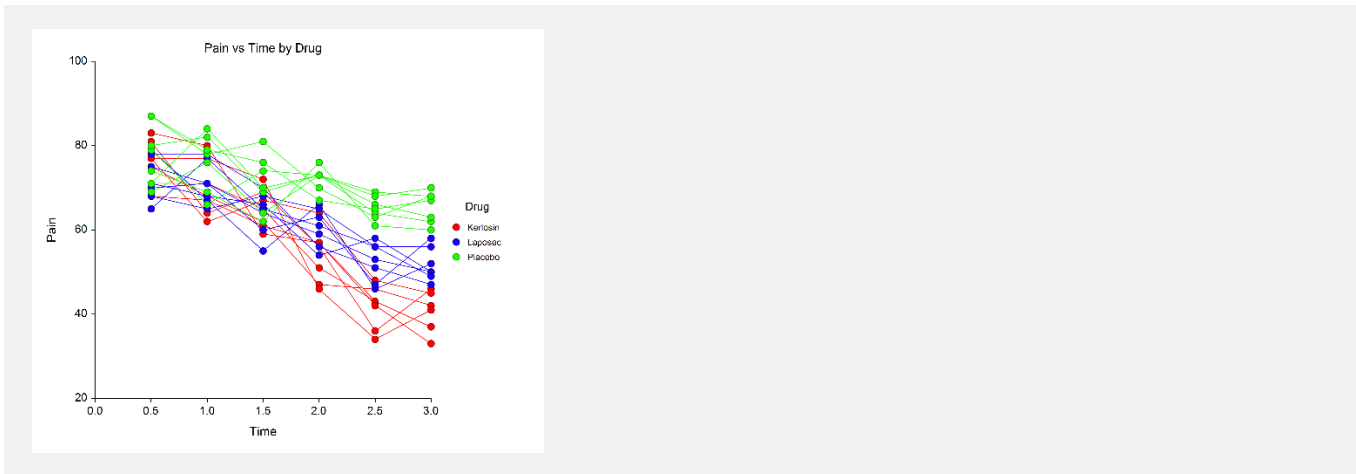 Pain vs Time by Drug
100
80
60
40
20
Pain
0.0 0.5 1.0 1.5 2.0 2.5 3.0
Time
Drug
Kerlosin
Laposec
Placebo